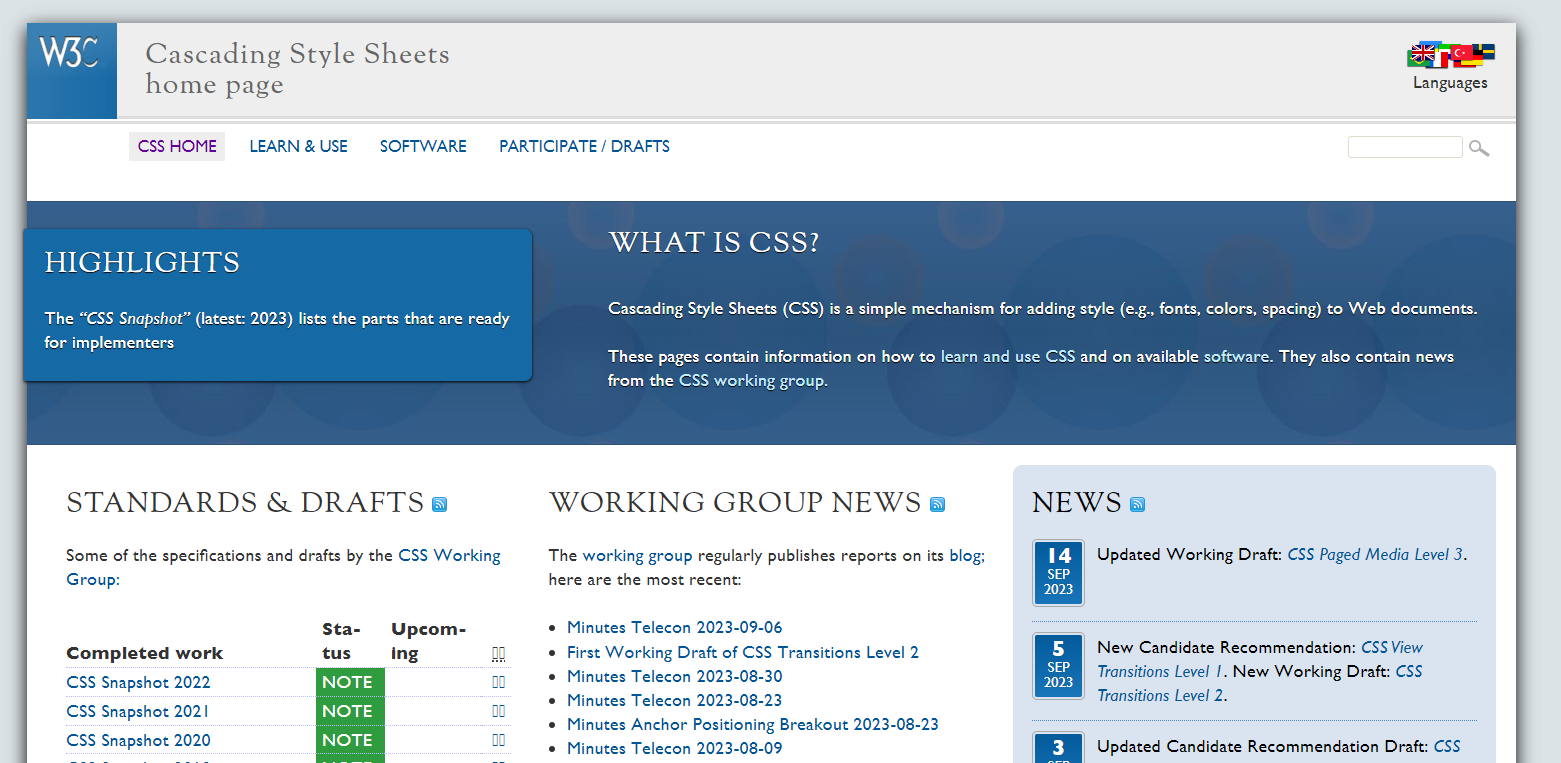 W3C
Cascading Style Sheets
home page
Languages
CSS HOME
LEARN & USE
SOFTWARE
PARTICIPATE / DRAFTS
HIGHLIGHTS
The “CSS Snapshot” (latest: 2023) lists the parts that are ready
for implementers
WHAT IS CSS?
Cascading Style Sheets (CSS) is a simple mechanism for adding style (e.g., fonts, colors, spacing) to Web documents.
These pages contain information on how to learn and use CSS and on available software. They also contain news
from the CSS working group.
STANDARDS & DRAFTS
Some of the specifications and drafts by the CSS Working
Group:
Completed work
Sta-
tus
Upcom-
ing
CSS Snapshot 2022 NOTE
CSS Snapshot 2021 NOTE
CSS Snapshot 2020 NOTE
WORKING GROUP NEWS
The working group regularly publishes reports on its blog;
here are the most recent:
Minutes Telecon 2023-09-06
First Working Draft of CSS Transitions Level 2
Minutes Telecon 2023-08-30
Minutes Telecon 2023-08-23
Minutes Anchor Positioning Breakout 2023-08-23
Minutes Telecon 2023-08-09
NEWS
14
SEP
2023
Updated Working Draft: CSS Paged Media Level 3.
5
SEP
2023
New Candidate Recommendation: CSS View
Transitions Level 1. New Working Draft: CSS
Transitions Level 2.
3
Updated Candidate Recommendation Draft: CSS